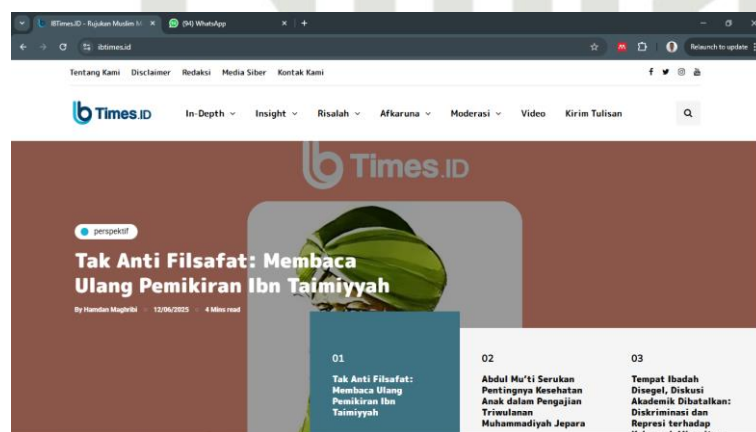 IBTimes.ID - Rujukan Muslim M
(94) WhatsApp
ibtimes.id
Relaunch to update
Tentang Kami Disclaimer Redaksi Media Siber Kontak Kami
Times.ID
In-Depth Insight Risalah Afkaruna Moderasi Video Kirim Tulisan
Times.ID
perspektif
Tak Anti Filsafat: Membaca
Ulang Pemikiran Ibn Taimiyyah
By Hamdan Maghribi 12/06/2025 4 Mins read
01
Tak Anti Filsafat:
Membaca Ulang
Pemikiran Ibn
Taimiyyah
02
Abdul Mu'ti Serukan
Pentingnya Kesehatan
Anak dalam Pengajian
Triwulanan
Muhammadiyah Jepara
03
Tempat Ibadah
Disegel, Diskusi
Akademik Dibatalkan:
Diskriminasi dan
Represi terhadap